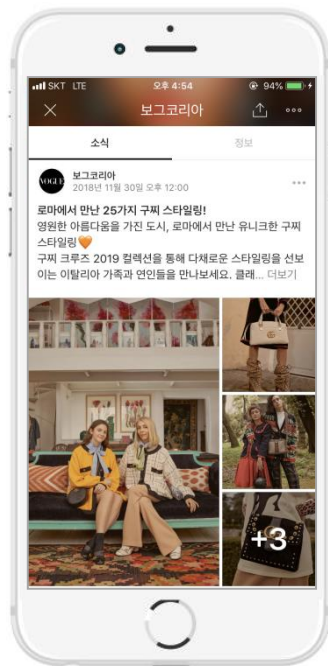 SKT LTE 오후 4:54 94%
보그코리아
소식 정보
VOGUE
보그코리아
2018년 11월 30일 오후 12:00
로마에서 만난 25가지 구찌 스타일링!
영원한 아름다움을 가진 도시, 로마에서 만난 유니크한 구찌
스타일링🧡
구찌 크루즈 2019 컬렉션을 통해 다채로운 스타일링을 선보
이는 이탈리아 가족과 연인들을 만나보세요. 클래... 더보기
+3